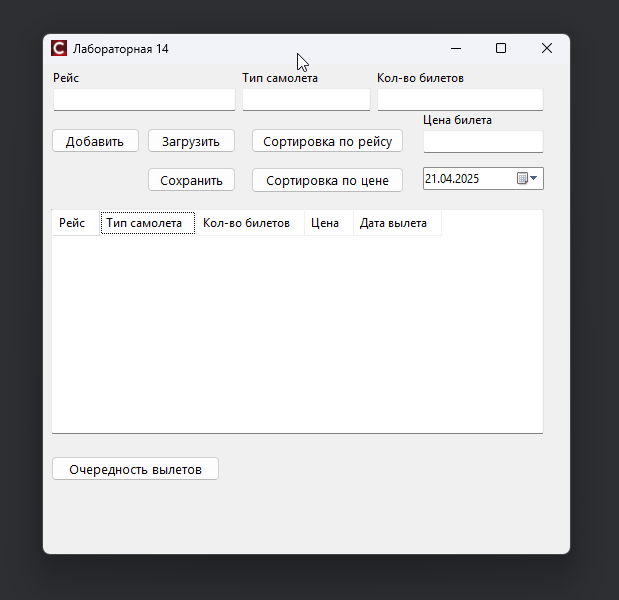 Лабораторная 14
Рейс Тип самолета Кол-во билетов
Цена билета
Добавить Загрузить Сортировка по рейсу
Сохранить Сортировка по цене 21.04.2025
Рейс Тип самолета Кол-во билетов Цена Дата вылета
Очередность вылетов